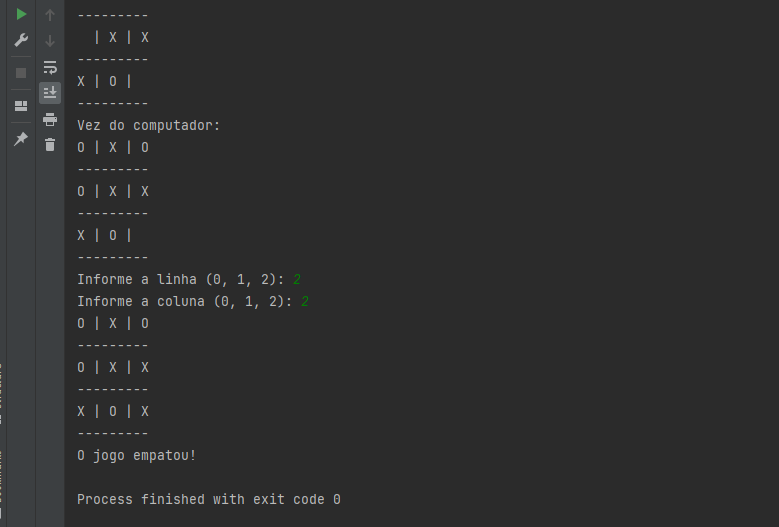 ---------
  | X | X
---------
X | O |
---------
Vez do computador:
O | X | O
---------
O | X | X
---------
X | O |
---------
Informe a linha (0, 1, 2): 2
Informe a coluna (0, 1, 2): 2
O | X | O
---------
O | X | X
---------
X | O | X
---------
O jogo empatou!
Process finished with exit code 0